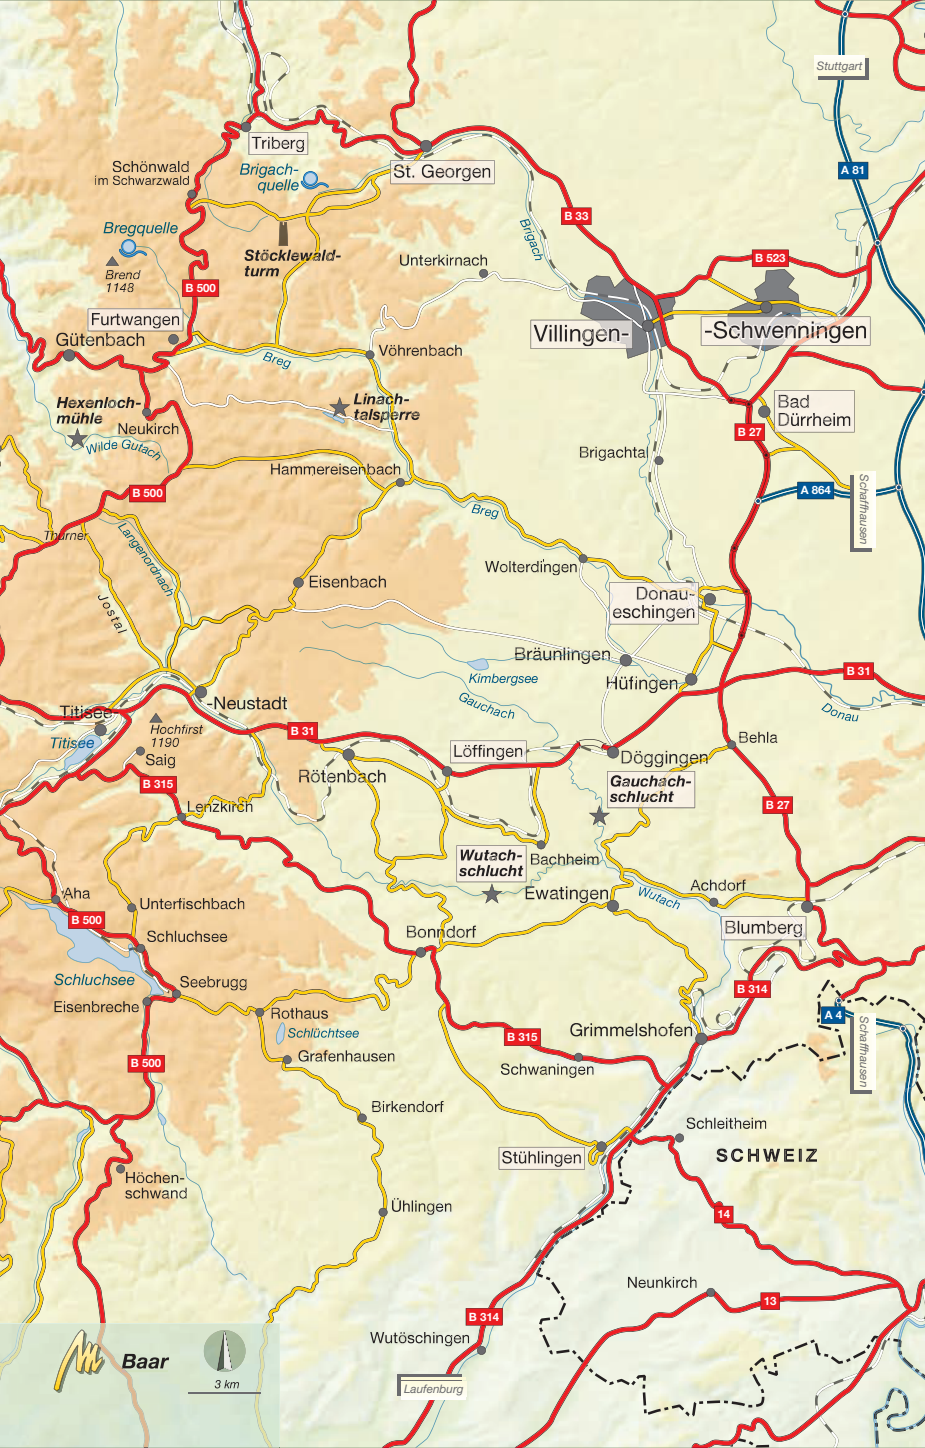 Stuttgart
Triberg
St. Georgen
Schönwald
im Schwarzwald
Brigach-
quelle
A 81
B 33
Brigach
Bregquelle
Brend
1148
Stöcklewald-
turm
Unterkirnach
B 523
B 500
Furtwangen
Gütenbach
Villingen-
-Schwenningen
Vöhrenbach
Breg
Hexenloch-
mühle
Linach-
talsperre
Bad
Dürrheim
Neukirch
B 27
Wilde Gutach
Brigachtal
Hammereisenbach
B 500
A 864
Schaffhausen
Breg
Thurner
Langenordnach
Wolterdingen
Eisenbach
Donau-
eschingen
Jostal
Bräunlingen
Kimbergsee
Hüfingen
B 31
Titisee-
-Neustadt
Gauchach
Donau
Hochfirst
1190
Titisee
B 31
Löffingen
Behla
Saig
Rötenbach
Döggingen
B 315
Gauchach-
schlucht
B 27
Lenzkirch
Wutach-
schlucht
Bachheim
Aha
Ewatingen
Wutach
Achdorf
Unterfischbach
B 500
Blumberg
Schluchsee
Bonndorf
Schluchsee
Seebrugg
B 314
Eisenbreche
Rothaus
A 4
Schlüchtsee
Grimmelshofen
B 315
Schaffhausen
B 500
Grafenhausen
Schwaningen
Birkendorf
Schleitheim
Stühlingen
SCHWEIZ
Höchen-
schwand
Ühlingen
14
Neunkirch
13
B 314
Wutöschingen
Baar
3 km
Laufenburg